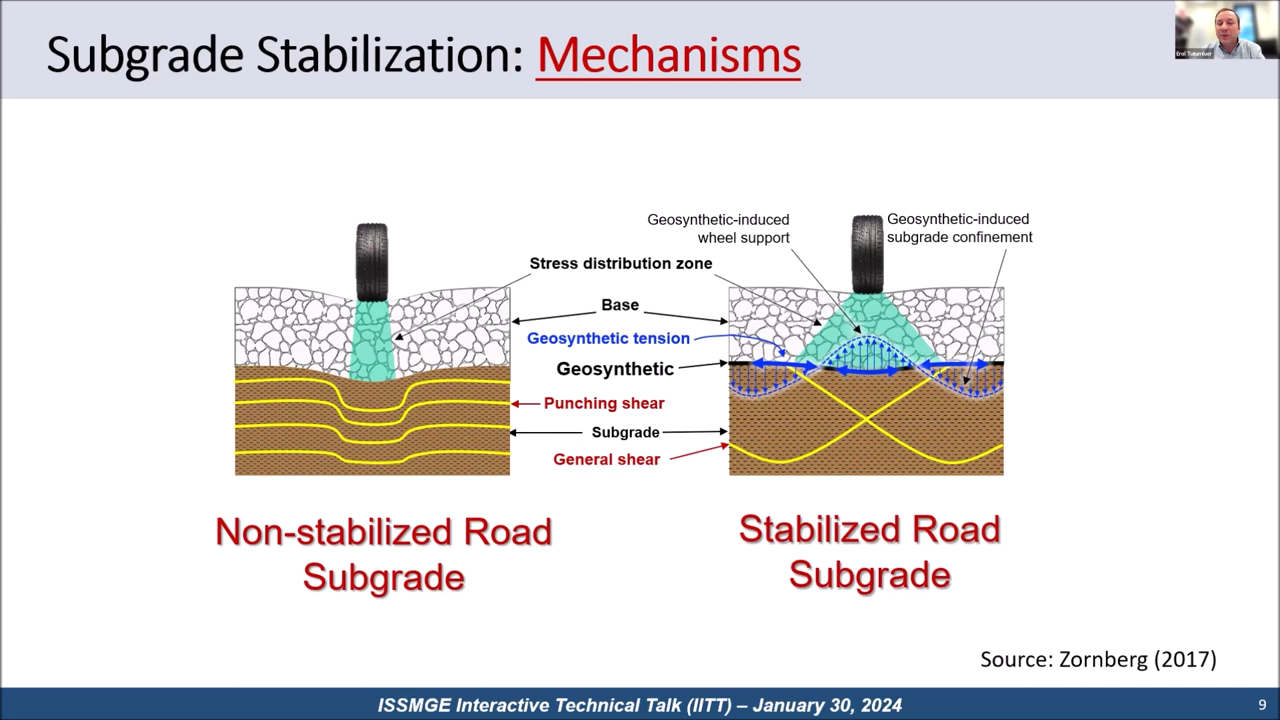 Subgrade Stabilization: Mechanisms
Erol Tutumluer
Geosynthetic-induced
wheel support
Geosynthetic-induced
subgrade confinement
Stress distribution zone
Base
Geosynthetic tension
Geosynthetic
Punching shear
Subgrade
General shear
Non-stabilized Road
Subgrade
Stabilized Road
Subgrade
Source: Zornberg (2017)
ISSMGE Interactive Technical Talk (IITT) – January 30, 2024
9